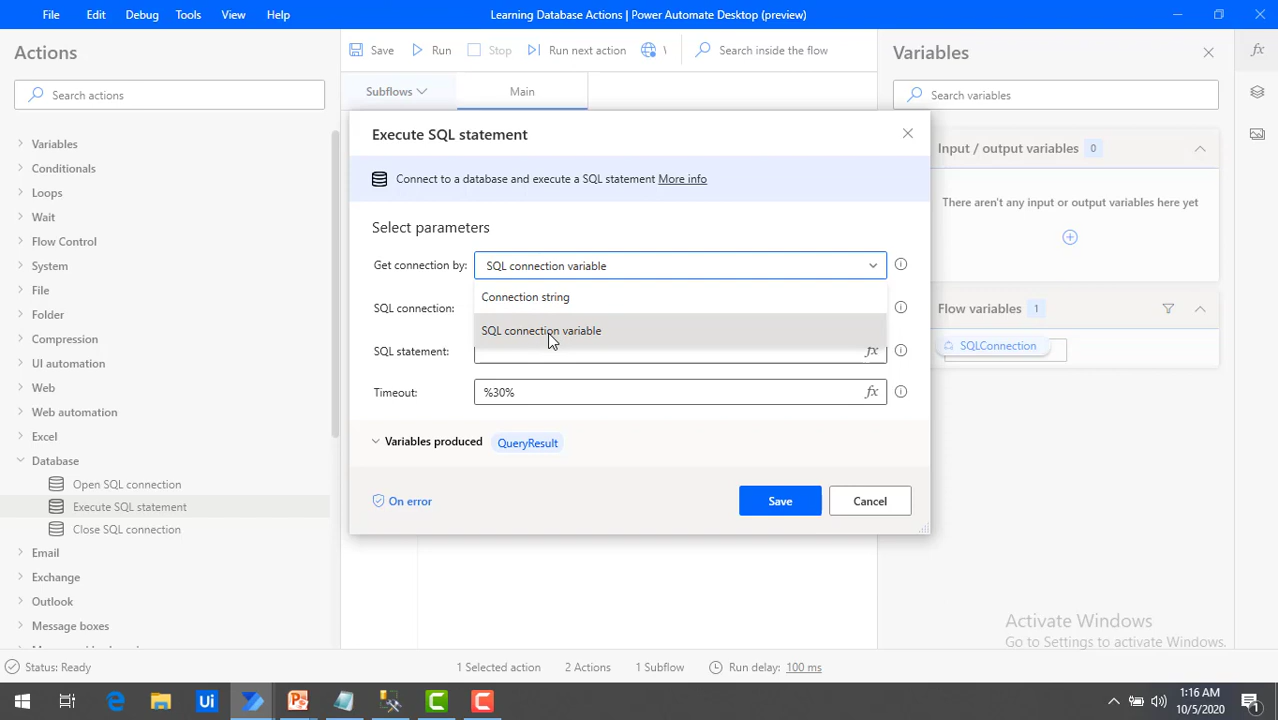 File
Edit
Debug
Tools
View
Help
Learning Database Actions | Power Automate Desktop (preview)
Actions
Search actions
Variables
Conditionals
Loops
Wait
Flow Control
System
File
Folder
Compression
UI automation
Web
Web automation
Excel
Database
Open SQL connection
Execute SQL statement
Close SQL connection
Email
Exchange
Outlook
Message boxes
Save
Run
Stop
Run next action
Search inside the flow
Subflows
Main
Execute SQL statement
Connect to a database and execute a SQL statement More info
Select parameters
Get connection by:
SQL connection variable
Connection string
SQL connection variable
SQL connection:
SQL statement:
fx
Timeout:
%30%
fx
Variables produced
QueryResult
On error
Save
Cancel
Variables
fx
Search variables
Input / output variables
0
There aren't any input or output variables here yet
Flow variables
1
SQLConnection
Activate Windows
Go to Settings to activate Windows.
Status: Ready
1 Selected action
2 Actions
1 Subflow
Run delay:
100 ms
Ui
1:16 AM
10/5/2020
1